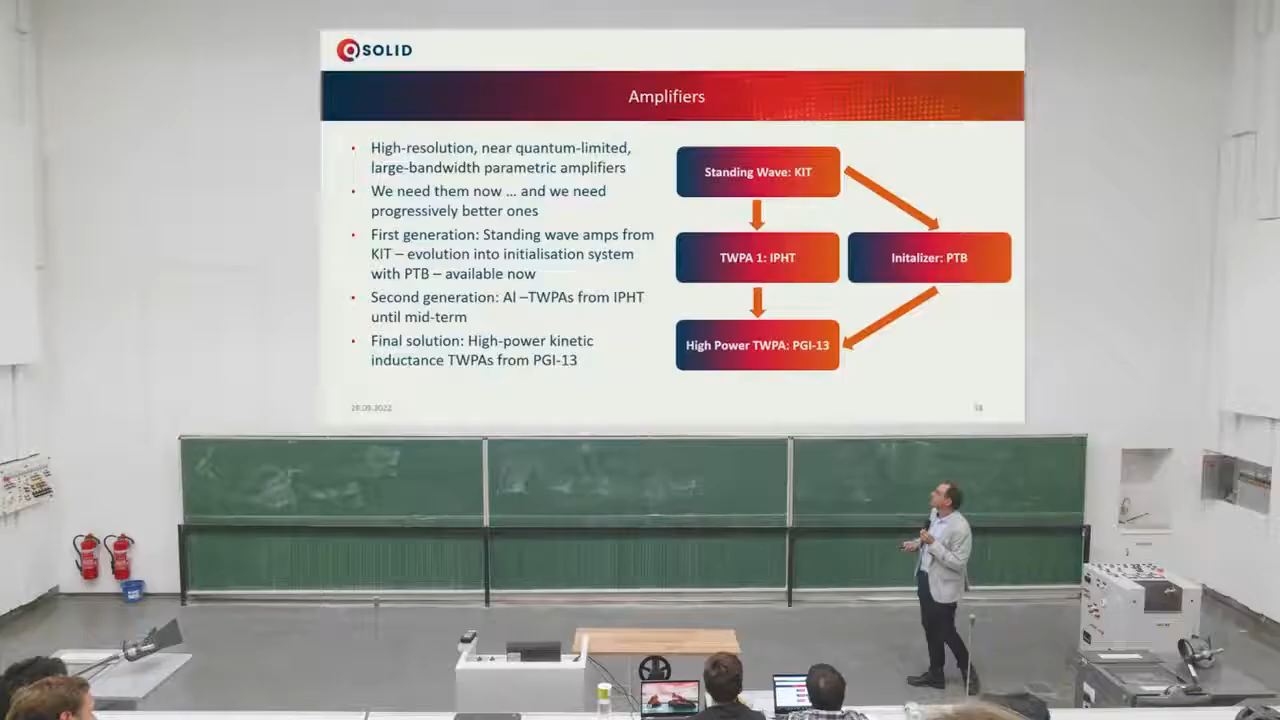 QSOLID
Amplifiers
• High-resolution, near quantum-limited,
large-bandwidth parametric amplifiers
• We need them now ... and we need
progressively better ones
• First generation: Standing wave amps from
KIT – evolution into initialisation system
with PTB – available now
• Second generation: Al –TWPAs from IPHT
until mid-term
• Final solution: High-power kinetic
inductance TWPAs from PGI-13
Standing Wave: KIT
TWPA 1: IPHT
Initalizer: PTB
High Power TWPA: PGI-13